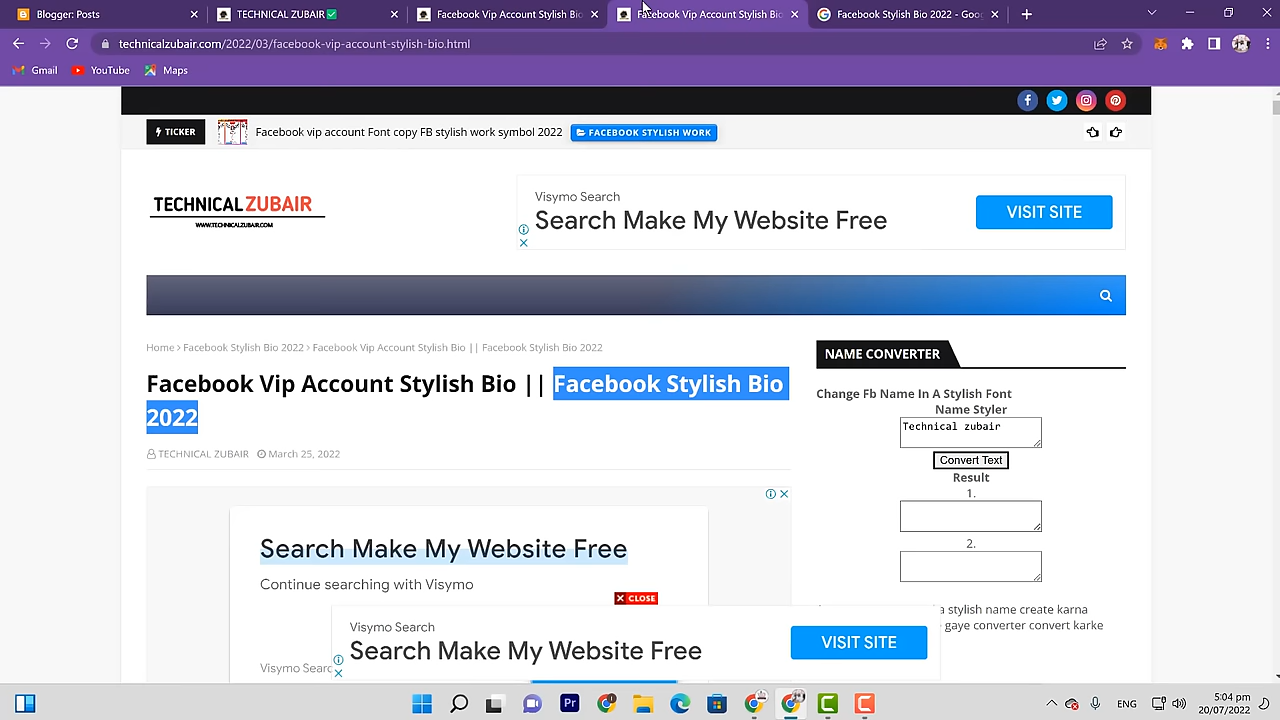 Blogger: Posts
TECHNICAL ZUBAIR✅
Facebook Vip Account Stylish Bio
Facebook Vip Account Stylish Bio
Facebook Stylish Bio 2022 - Goo
technicalzubair.com/2022/03/facebook-vip-account-stylish-bio.html
Gmail
YouTube
Maps
TICKER
Facebook vip account Font copy FB stylish work symbol 2022
FACEBOOK STYLISH WORK
TECHNICAL ZUBAIR
WWW.TECHNICALZUBAIR.COM
Visymo Search
Search Make My Website Free
VISIT SITE
Home › Facebook Stylish Bio 2022 › Facebook Vip Account Stylish Bio || Facebook Stylish Bio 2022
Facebook Vip Account Stylish Bio || Facebook Stylish Bio
2022
TECHNICAL ZUBAIR March 25, 2022
NAME CONVERTER
Change Fb Name In A Stylish Font
Name Styler
Technical zubair
Convert Text
Result
1.
2.
a stylish name create karna
gaye converter convert karke
Search Make My Website Free
Continue searching with Visymo
CLOSE
Visymo Search
Search Make My Website Free
VISIT SITE
Visymo Searc
Pr
ENG
5:04 pm
20/07/2022